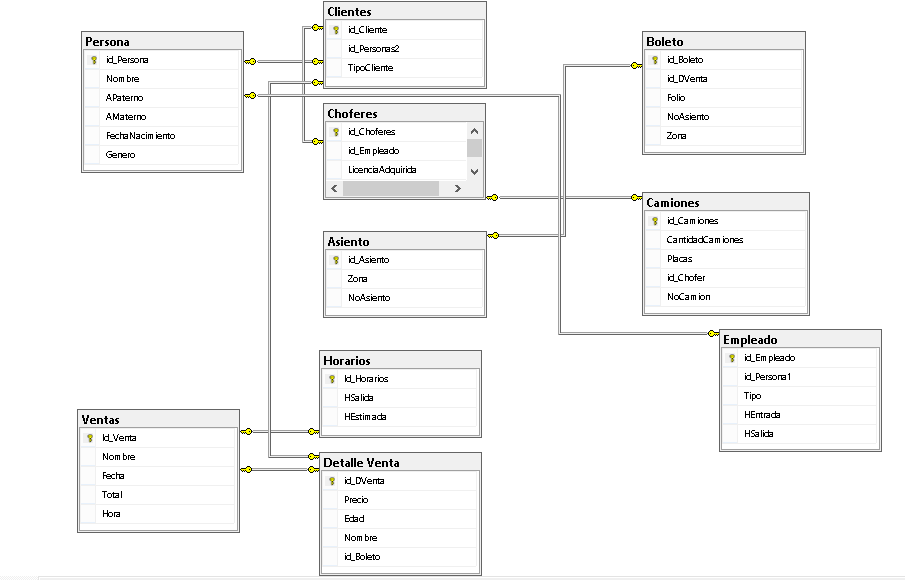 Clientes
id_Cliente
id_Personas2
TipoCliente
Persona
id_Persona
Nombre
APaterno
AMaterno
FechaNacimiento
Genero
Boleto
id_Boleto
id_DVenta
Folio
NoAsiento
Zona
Choferes
id_Choferes
id_Empleado
LicenciaAdquirida
Camiones
id_Camiones
CantidadCamiones
Placas
id_Chofer
NoCamion
Asiento
id_Asiento
Zona
NoAsiento
Empleado
id_Empleado
id_Persona1
Tipo
HEntrada
HSalida
Horarios
Id_Horarios
HSalida
HEstimada
Ventas
Id_Venta
Nombre
Fecha
Total
Hora
Detalle Venta
id_DVenta
Precio
Edad
Nombre
id_Boleto